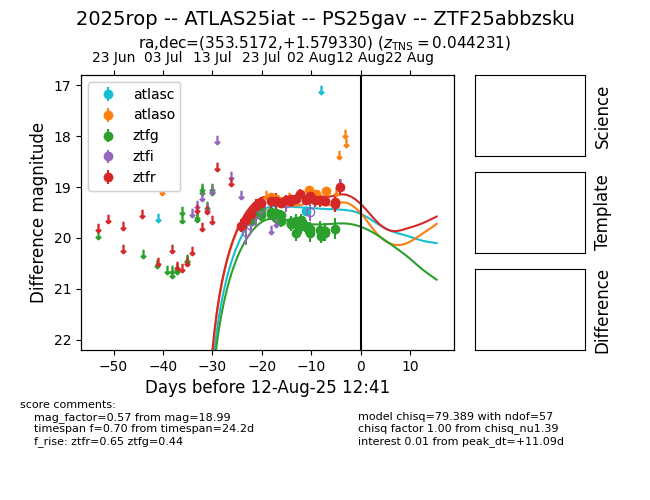 2025rop -- ATLAS25iat -- PS25gav -- ZTF25abbzsku
ra,dec=(353.5172,+1.579330) (zTNS = 0.044231)
23 Jun 03 Jul 13 Jul 23 Jul 02 Aug 12 Aug 22 Aug
atlasc
atlaso
ztfg
ztfi
ztfr
17
18
19
20
21
22
Difference magnitude
−50 −40 −30 −20 −10 0 10
Days before 12-Aug-25 12:41
Science
Template
Difference
score comments:
mag_factor=0.57 from mag=18.99
timespan f=0.70 from timespan=24.2d
f_rise: ztfr=0.65 ztfg=0.44
model chisq=79.389 with ndof=57
chisq factor 1.00 from chisq_nu1.39
interest 0.01 from peak_dt=+11.09d